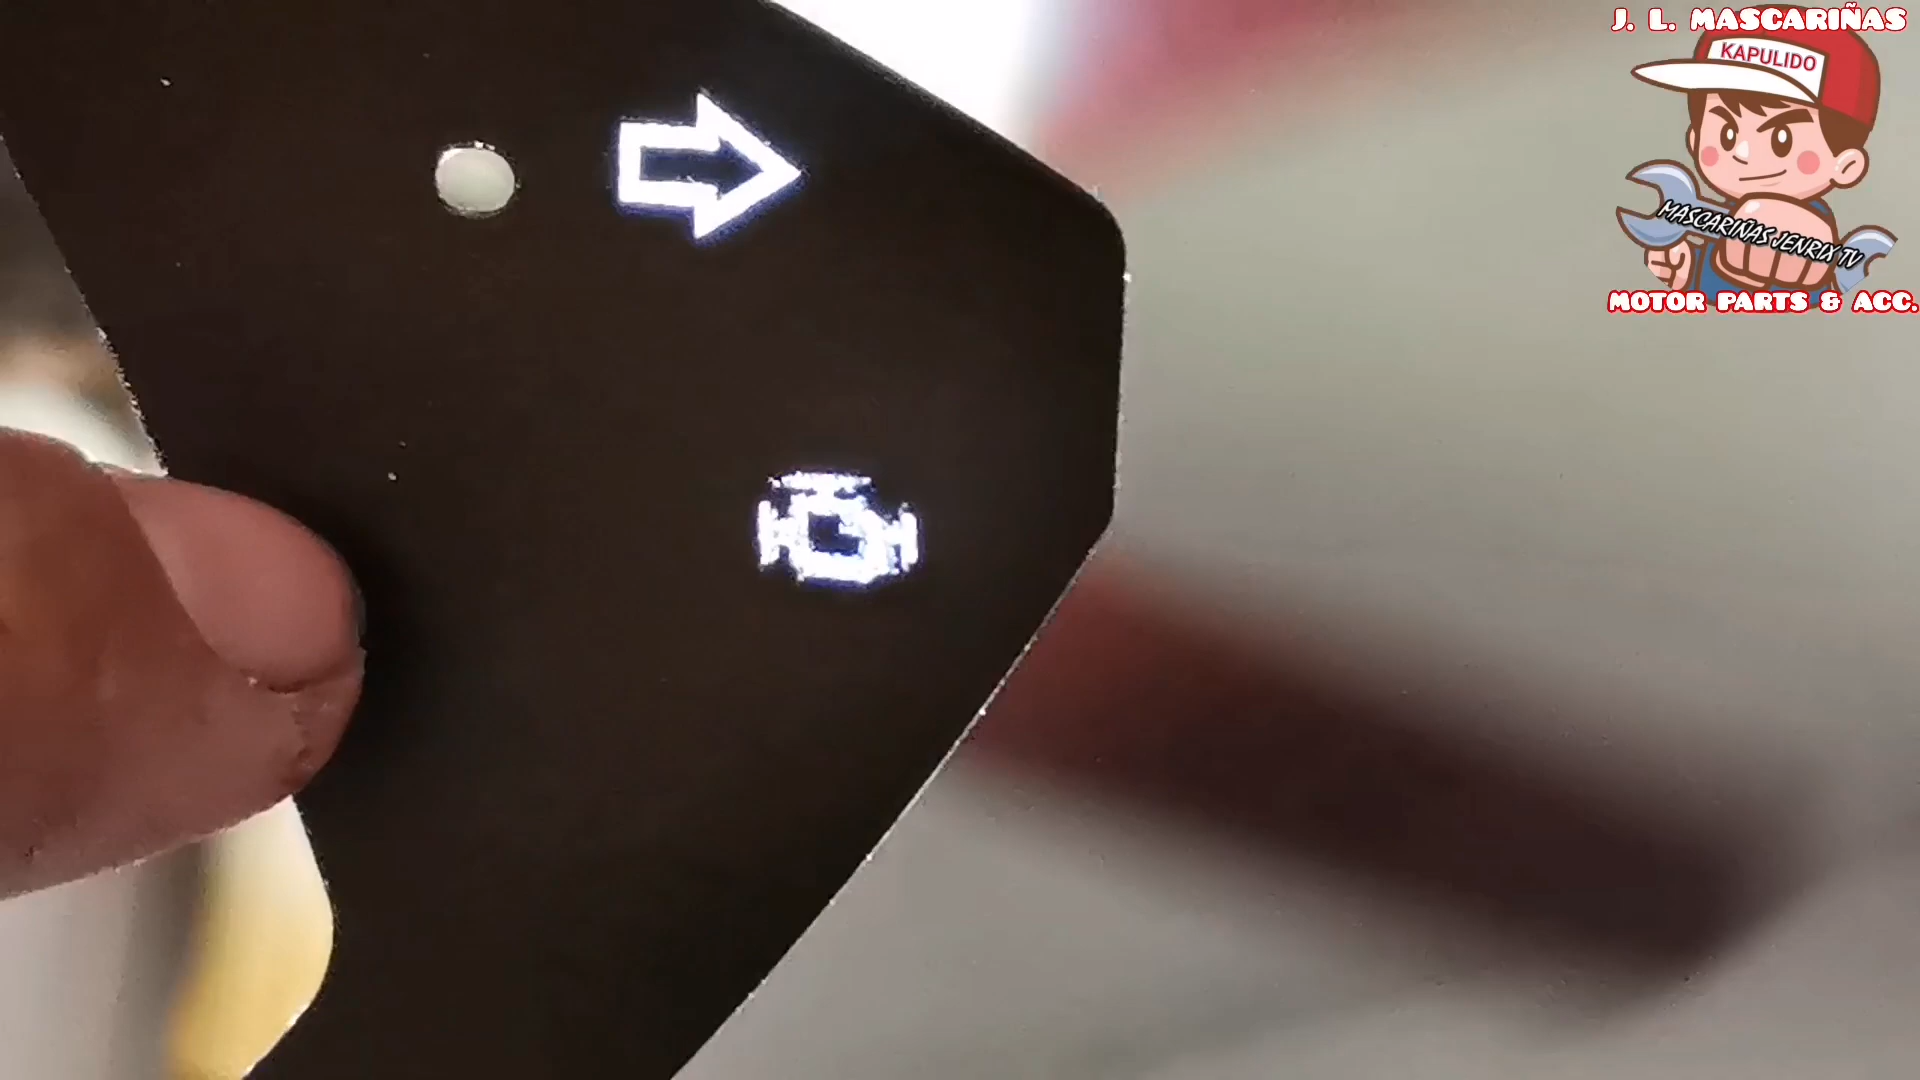 J. L. MASCARIÑAS
KAPULIDO
MASCARIÑAS JENRIX TV
MOTOR PARTS & ACC.